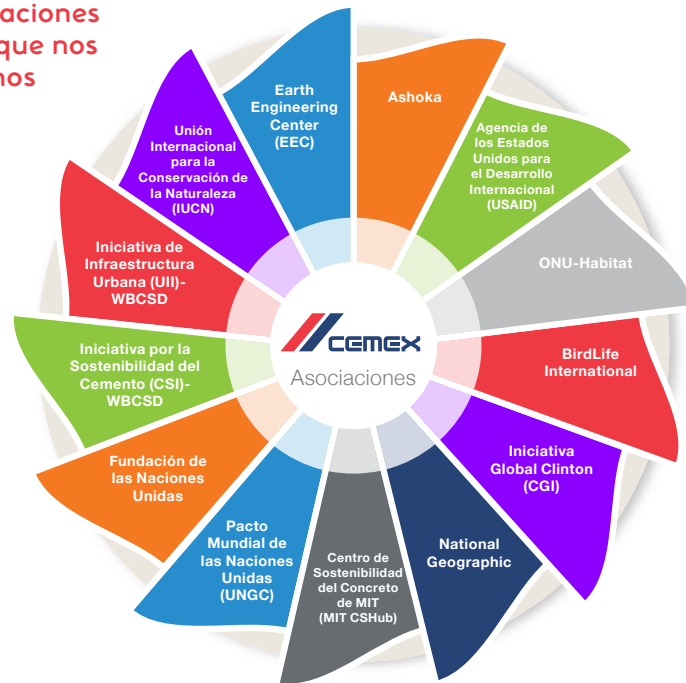 aciones
que nos
nos
Earth
Engineering
Center
(EEC)
Ashoka
Agencia de
los Estados
Unidos para
el Desarrollo
Internacional
(USAID)
ONU-Habitat
BirdLife
International
Iniciativa
Global Clinton
(CGI)
National
Geographic
Centro de
Sostenibilidad
del Concreto
de MIT
(MIT CSHub)
Pacto
Mundial de
las Naciones
Unidas
(UNGC)
Fundación de
las Naciones
Unidas
Iniciativa por la
Sostenibilidad del
Cemento (CSI)-
WBCSD
Iniciativa de
Infraestructura
Urbana (UII)-
WBCSD
Unión
Internacional
para la
Conservación de
la Naturaleza
(IUCN)
CEMEX
Asociaciones